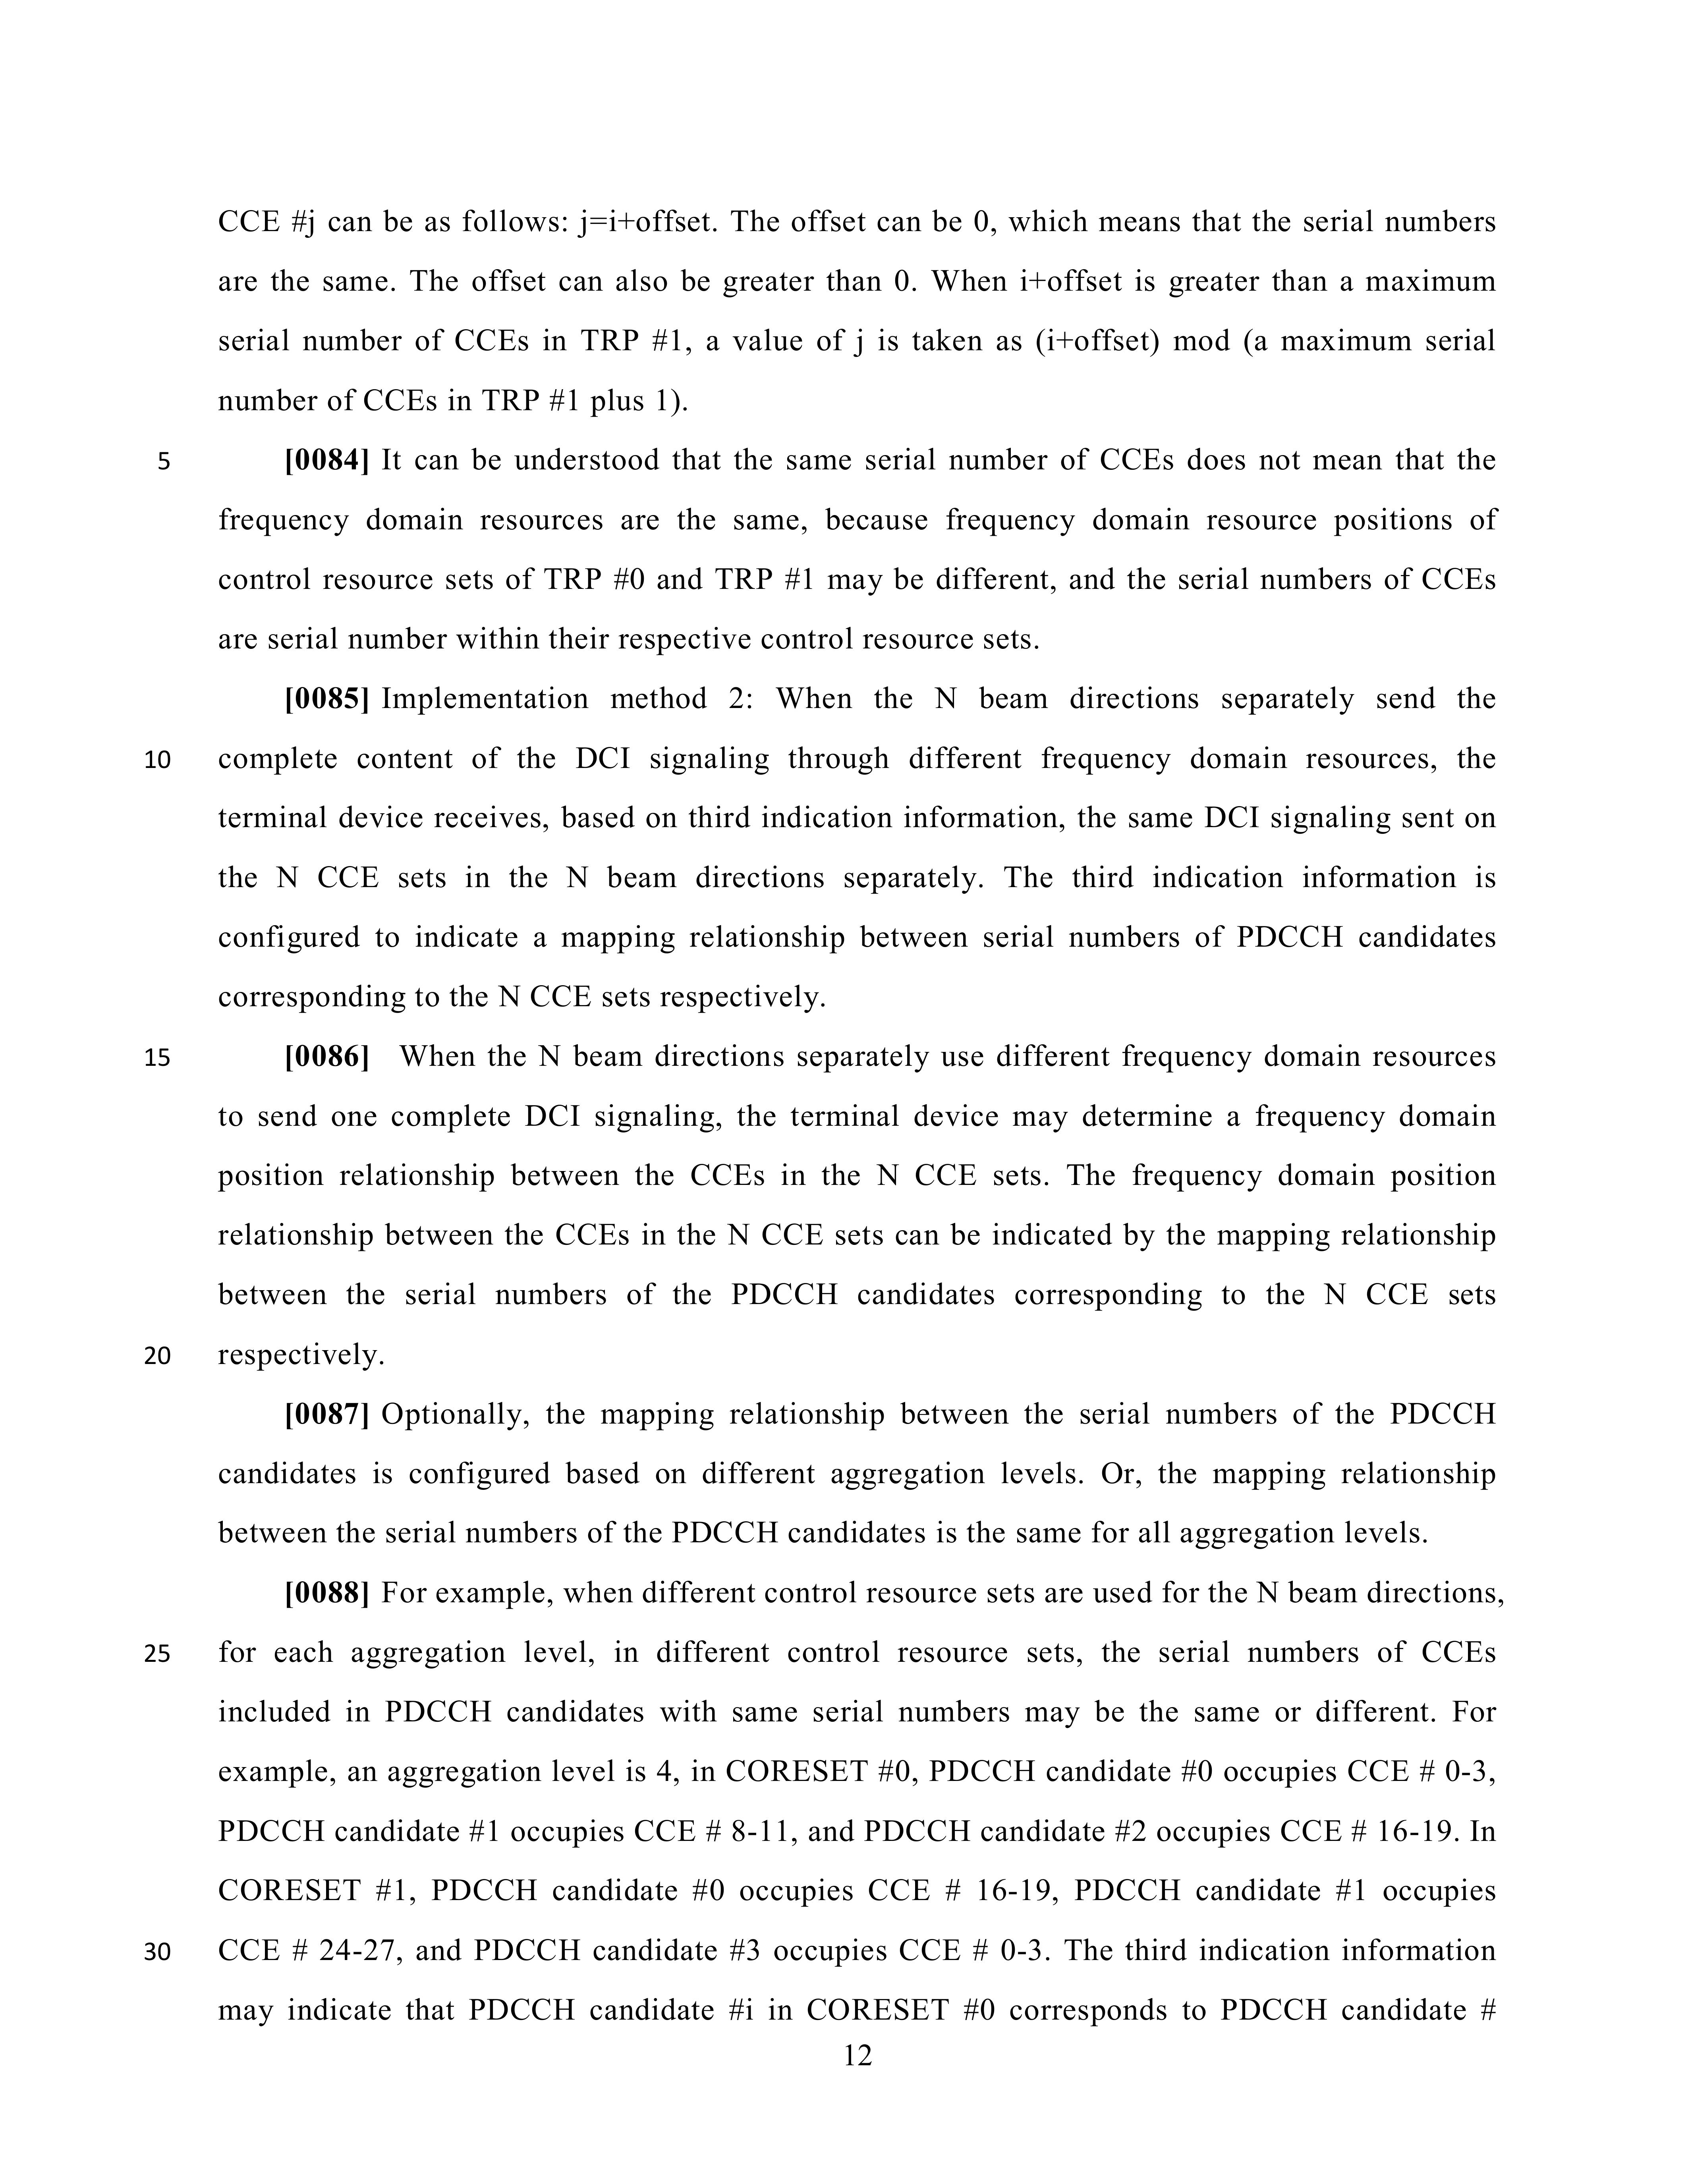 CCE #j can be as follows: j=i+offset. The offset can be 0, which means that the serial numbers
are the same. The offset can also be greater than 0. When i+offset is greater than a maximum
serial number of CCEs in TRP #1, a value of j is taken as (i+offset) mod (a maximum serial
number of CCEs in TRP #1 plus 1).
5 [0084] It can be understood that the same serial number of CCEs does not mean that the
frequency domain resources are the same, because frequency domain resource positions of
control resource sets of TRP #0 and TRP #1 may be different, and the serial numbers of CCEs
are serial number within their respective control resource sets.
[0085] Implementation method 2: When the N beam directions separately send the
10 complete content of the DCI signaling through different frequency domain resources, the
terminal device receives, based on third indication information, the same DCI signaling sent on
the N CCE sets in the N beam directions separately. The third indication information is
configured to indicate a mapping relationship between serial numbers of PDCCH candidates
corresponding to the N CCE sets respectively.
15 [0086] When the N beam directions separately use different frequency domain resources
to send one complete DCI signaling, the terminal device may determine a frequency domain
position relationship between the CCEs in the N CCE sets. The frequency domain position
relationship between the CCEs in the N CCE sets can be indicated by the mapping relationship
between the serial numbers of the PDCCH candidates corresponding to the N CCE sets
20 respectively.
[0087] Optionally, the mapping relationship between the serial numbers of the PDCCH
candidates is configured based on different aggregation levels. Or, the mapping relationship
between the serial numbers of the PDCCH candidates is the same for all aggregation levels.
[0088] For example, when different control resource sets are used for the N beam directions,
25 for each aggregation level, in different control resource sets, the serial numbers of CCEs
included in PDCCH candidates with same serial numbers may be the same or different. For
example, an aggregation level is 4, in CORESET #0, PDCCH candidate #0 occupies CCE # 0-3,
PDCCH candidate #1 occupies CCE # 8-11, and PDCCH candidate #2 occupies CCE # 16-19. In
CORESET #1, PDCCH candidate #0 occupies CCE # 16-19, PDCCH candidate #1 occupies
30 CCE # 24-27, and PDCCH candidate #3 occupies CCE # 0-3. The third indication information
may indicate that PDCCH candidate #i in CORESET #0 corresponds to PDCCH candidate #
12